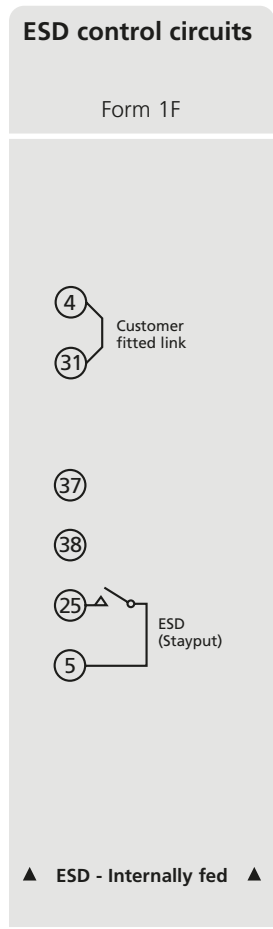 ESD control circuits
Form 1F
4
Customer
fitted link
31
37
38
25
ESD
(Stayput)
5
▲ ESD - Internally fed ▲